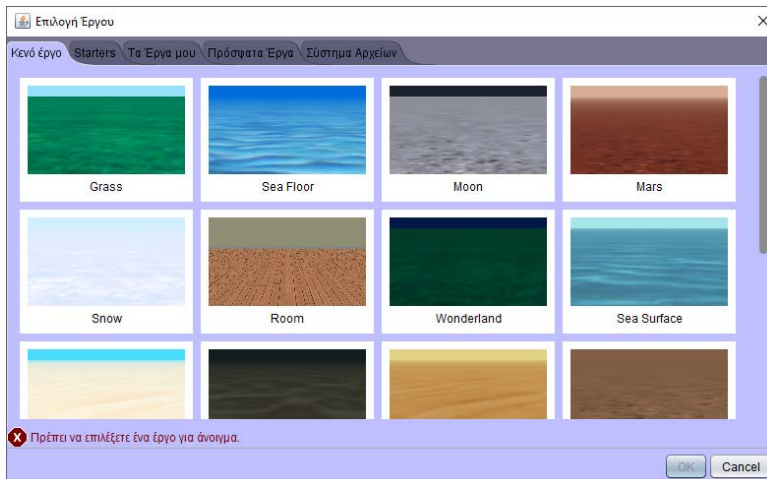 Επιλογή Έργου
Κενό έργο Starters Τα Έργα μου Πρόσφατα Έργα Σύστημα Αρχείων
Grass Sea Floor Moon Mars
Snow Room Wonderland Sea Surface
Πρέπει να επιλέξετε ένα έργο για άνοιγμα.
OK Cancel